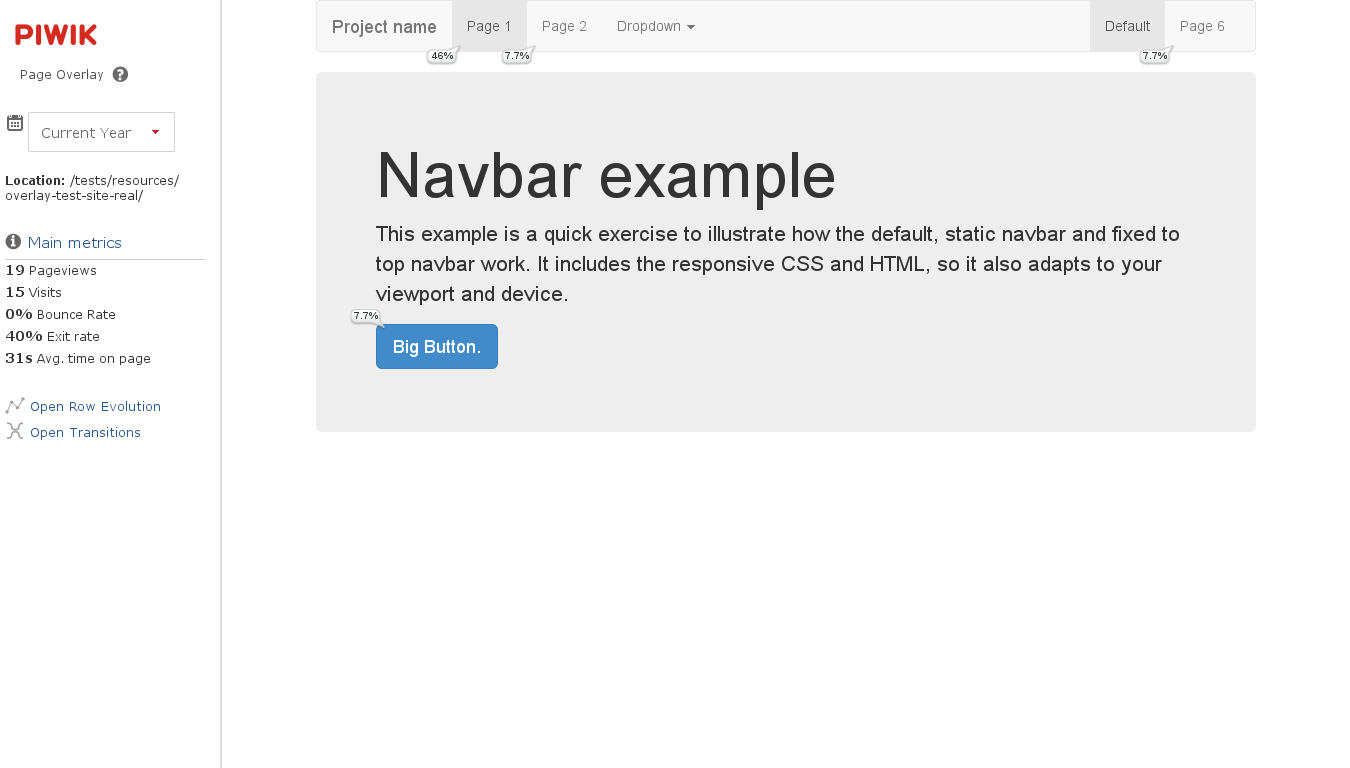 PIWIK
Page Overlay
Current Year
Location: /tests/resources/
overlay-test-site-real/
Main metrics
19 Pageviews
15 Visits
0% Bounce Rate
40% Exit rate
31s Avg. time on page
Open Row Evolution
Open Transitions
Project name Page 1 Page 2 Dropdown Default Page 6
46% 7.7% 7.7%
Navbar example
This example is a quick exercise to illustrate how the default, static navbar and fixed to
top navbar work. It includes the responsive CSS and HTML, so it also adapts to your
viewport and device.
7.7%
Big Button.